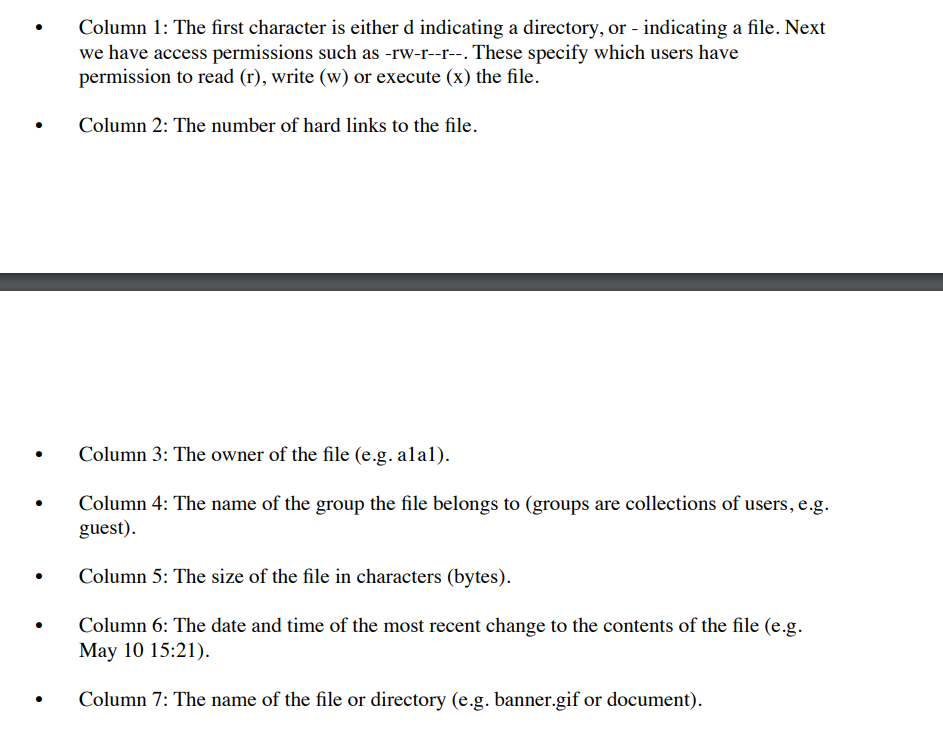 • Column 1: The first character is either d indicating a directory, or - indicating a file. Next
we have access permissions such as -rw-r--r--. These specify which users have
permission to read (r), write (w) or execute (x) the file.
• Column 2: The number of hard links to the file.
• Column 3: The owner of the file (e.g. a1a1).
• Column 4: The name of the group the file belongs to (groups are collections of users, e.g.
guest).
• Column 5: The size of the file in characters (bytes).
• Column 6: The date and time of the most recent change to the contents of the file (e.g.
May 10 15:21).
• Column 7: The name of the file or directory (e.g. banner.gif or document).